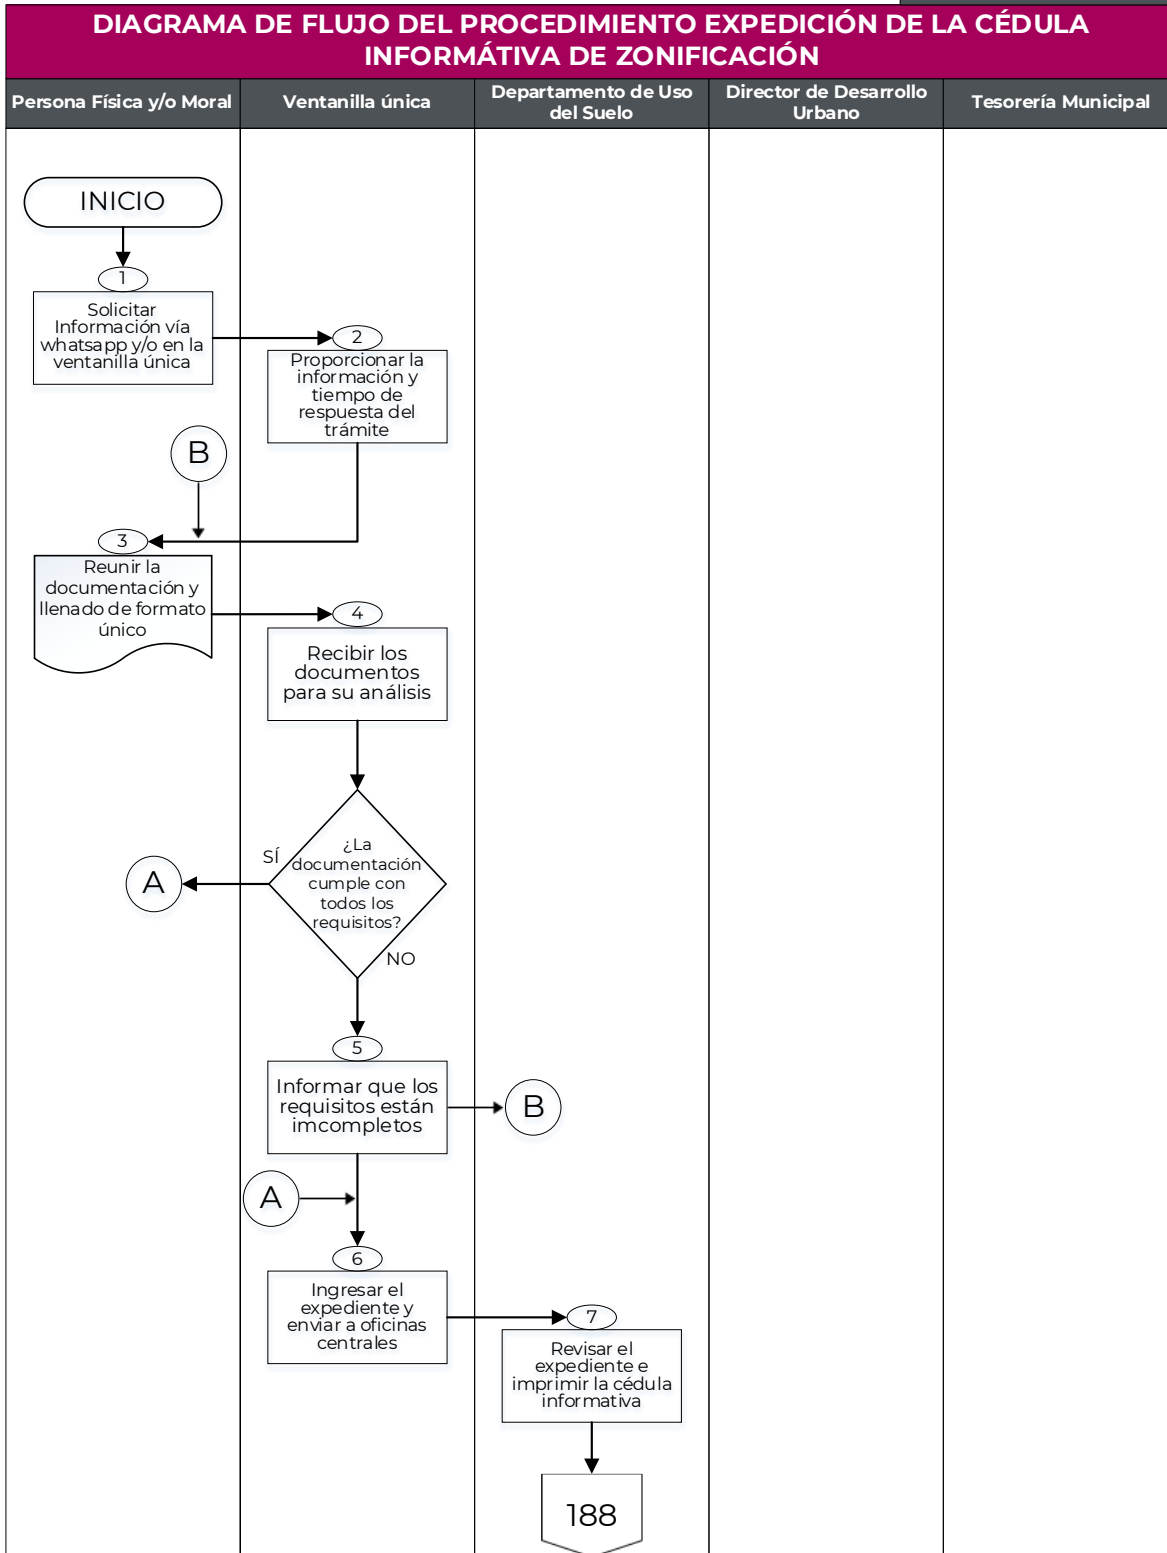 DIAGRAMA DE FLUJO DEL PROCEDIMIENTO EXPEDICIÓN DE LA CÉDULA
INFORMÁTIVA DE ZONIFICACIÓN
Persona Física y/o Moral
Ventanilla única
Departamento de Uso
del Suelo
Director de Desarrollo
Urbano
Tesorería Municipal
INICIO
1
Solicitar
Información vía
whatsapp y/o en la
ventanilla única
2
Proporcionar la
información y
tiempo de
respuesta del
trámite
B
3
Reunir la
documentación y
llenado de formato
único
4
Recibir los
documentos
para su análisis
¿La
documentación
cumple con
todos los
requisitos?
SÍ
A
NO
5
Informar que los
requisitos están
imcompletos
B
A
6
Ingresar el
expediente y
enviar a oficinas
centrales
7
Revisar el
expediente e
imprimir la cédula
informativa
188